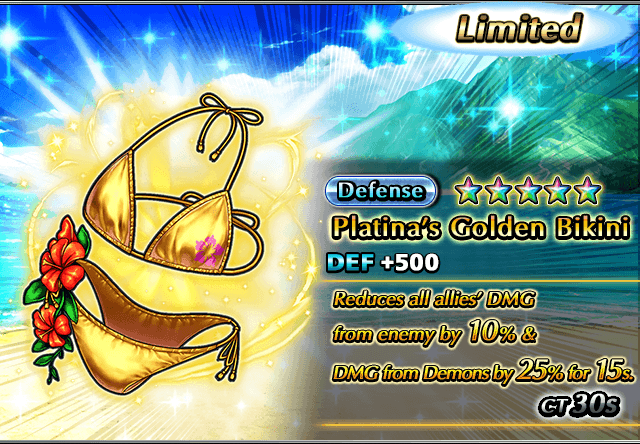 Limited
Defense
Platina's Golden Bikini
DEF +500
Reduces all allies' DMG
from enemy by 10% &
DMG from Demons by 25% for 15s.
CT 30s